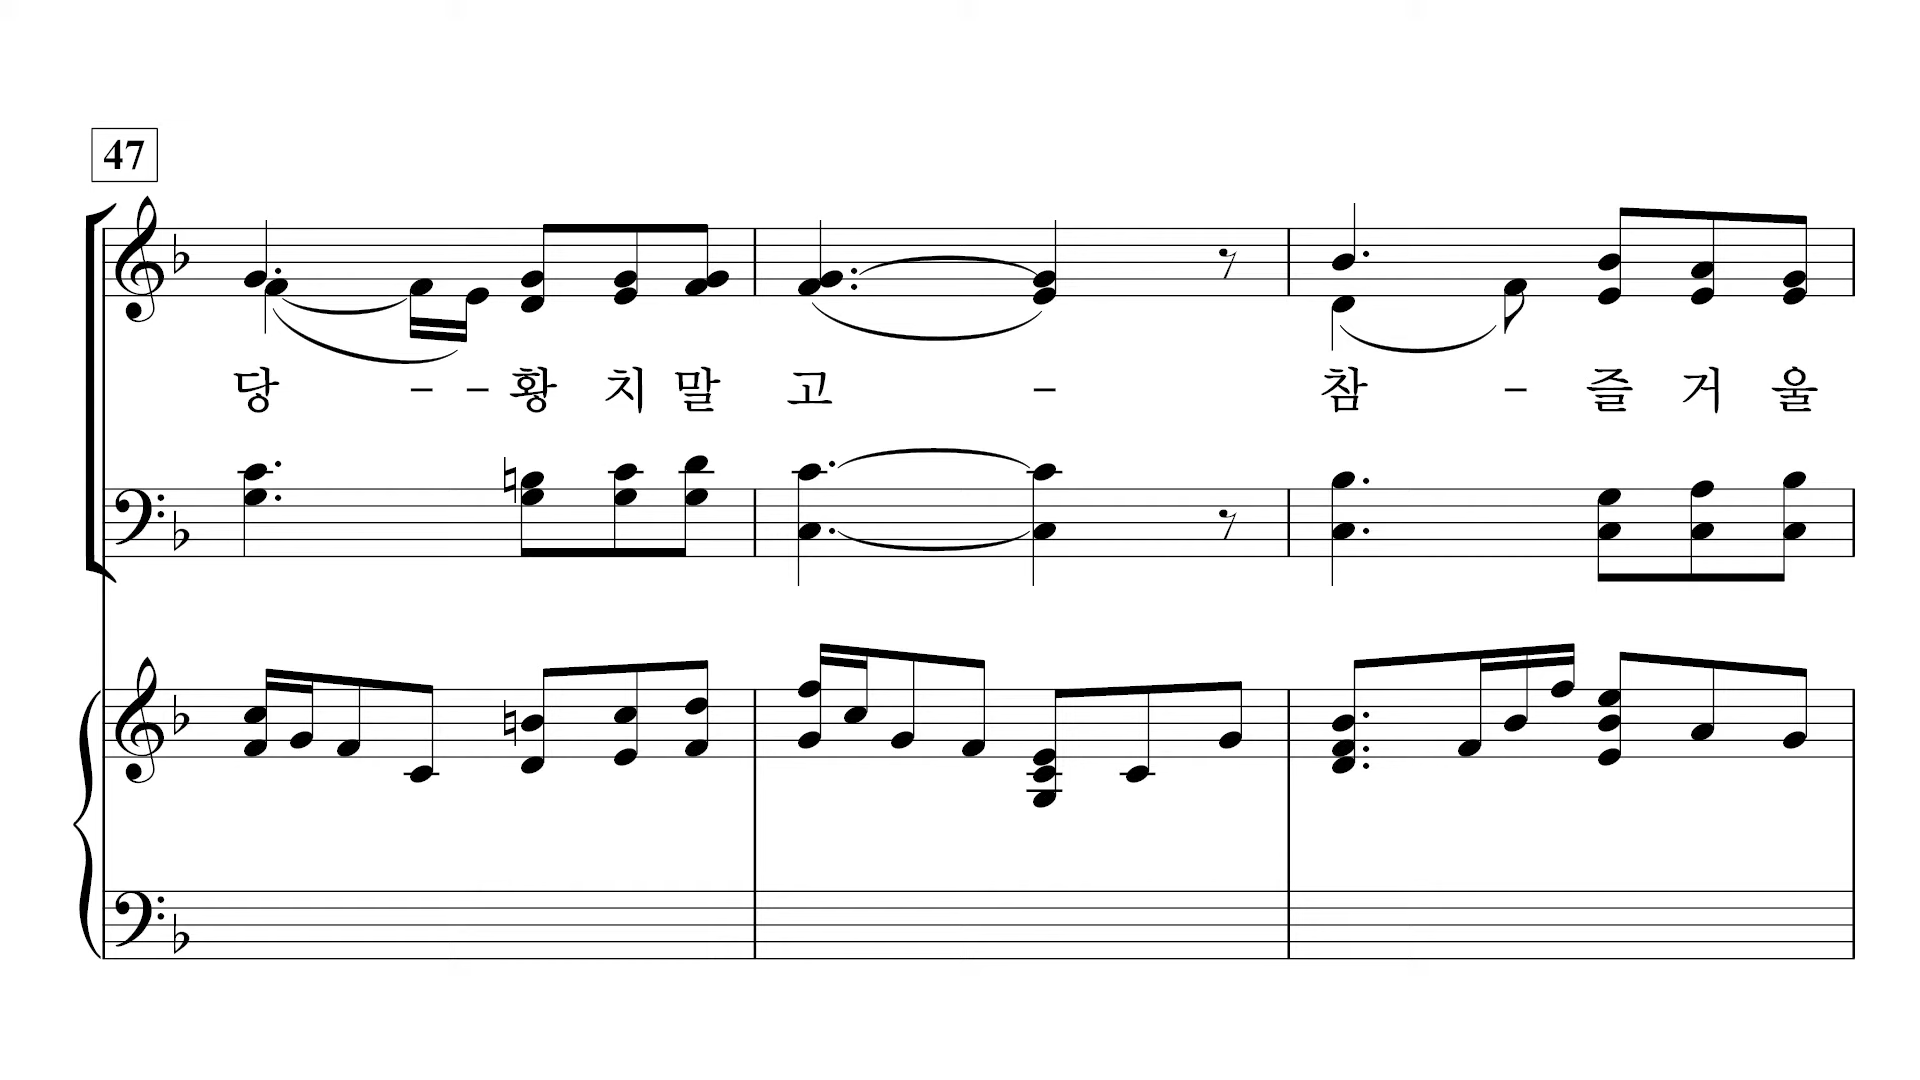 47
당 - - 황 치 말 고 - 참 - 즐 거 울